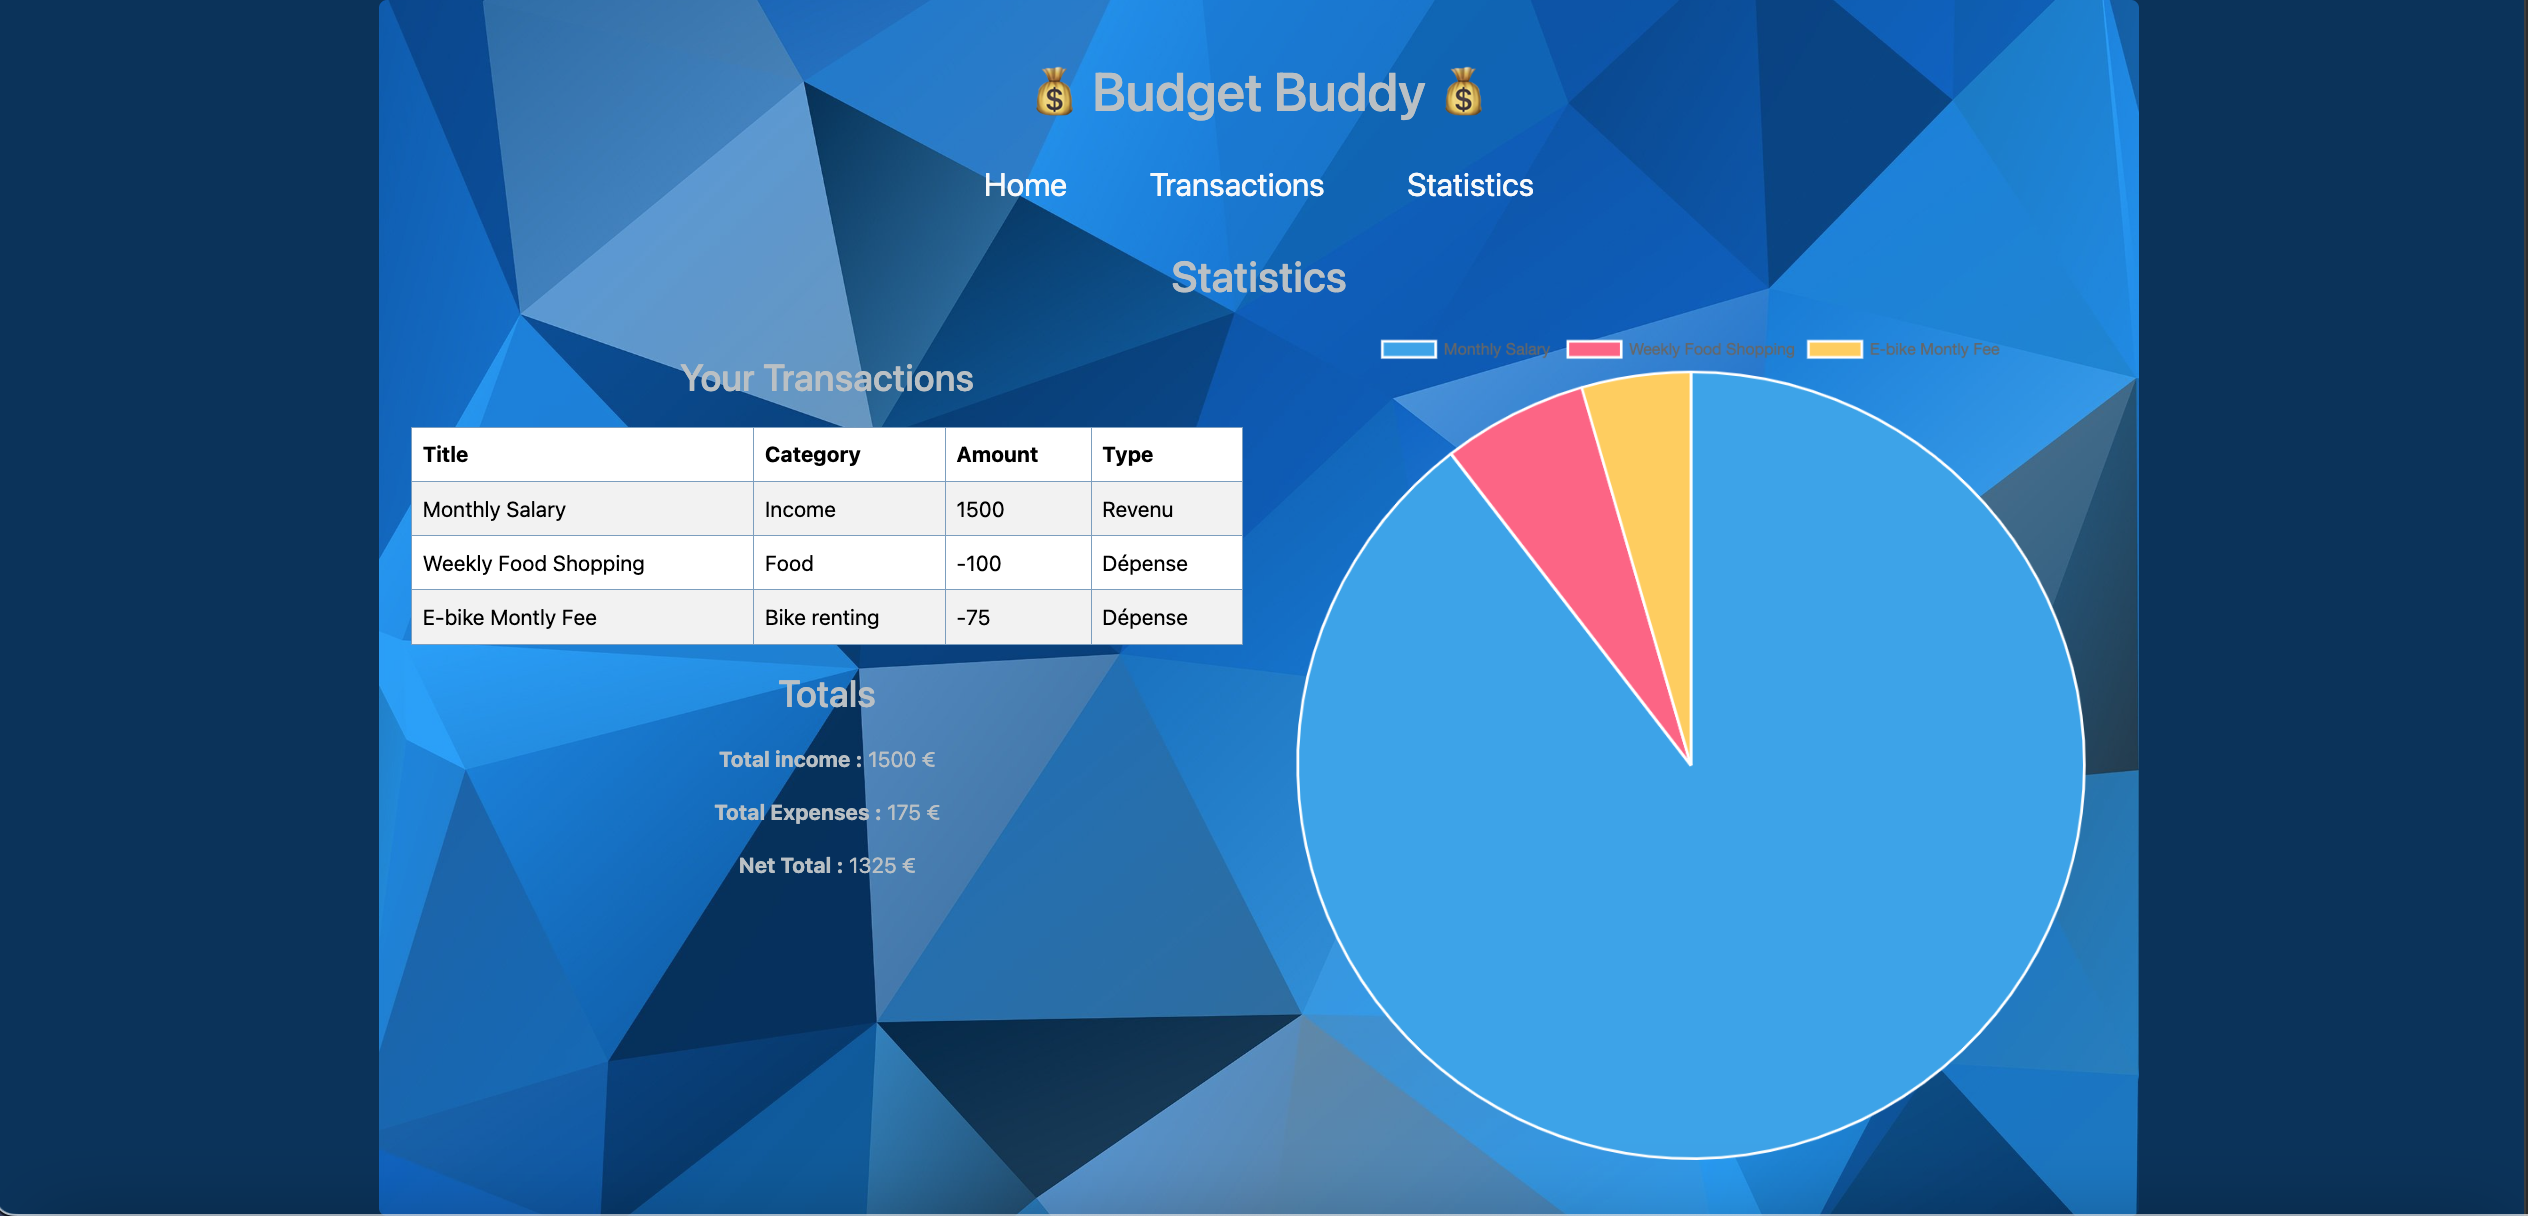 💰 Budget Buddy 💰
Home Transactions Statistics
Statistics
Your Transactions
Title Category Amount Type
Monthly Salary Income 1500 Revenu
Weekly Food Shopping Food -100 Dépense
E-bike Montly Fee Bike renting -75 Dépense
Totals
Total income : 1500 €
Total Expenses : 175 €
Net Total : 1325 €
Monthly Salary Weekly Food Shopping E-bike Montly Fee